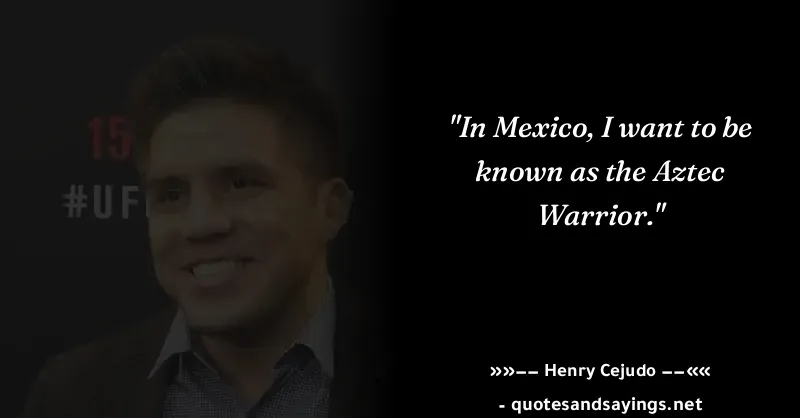 15
#UF
"In Mexico, I want to be
known as the Aztec
Warrior."
»»−− Henry Cejudo −−««
- quotesandsayings.net